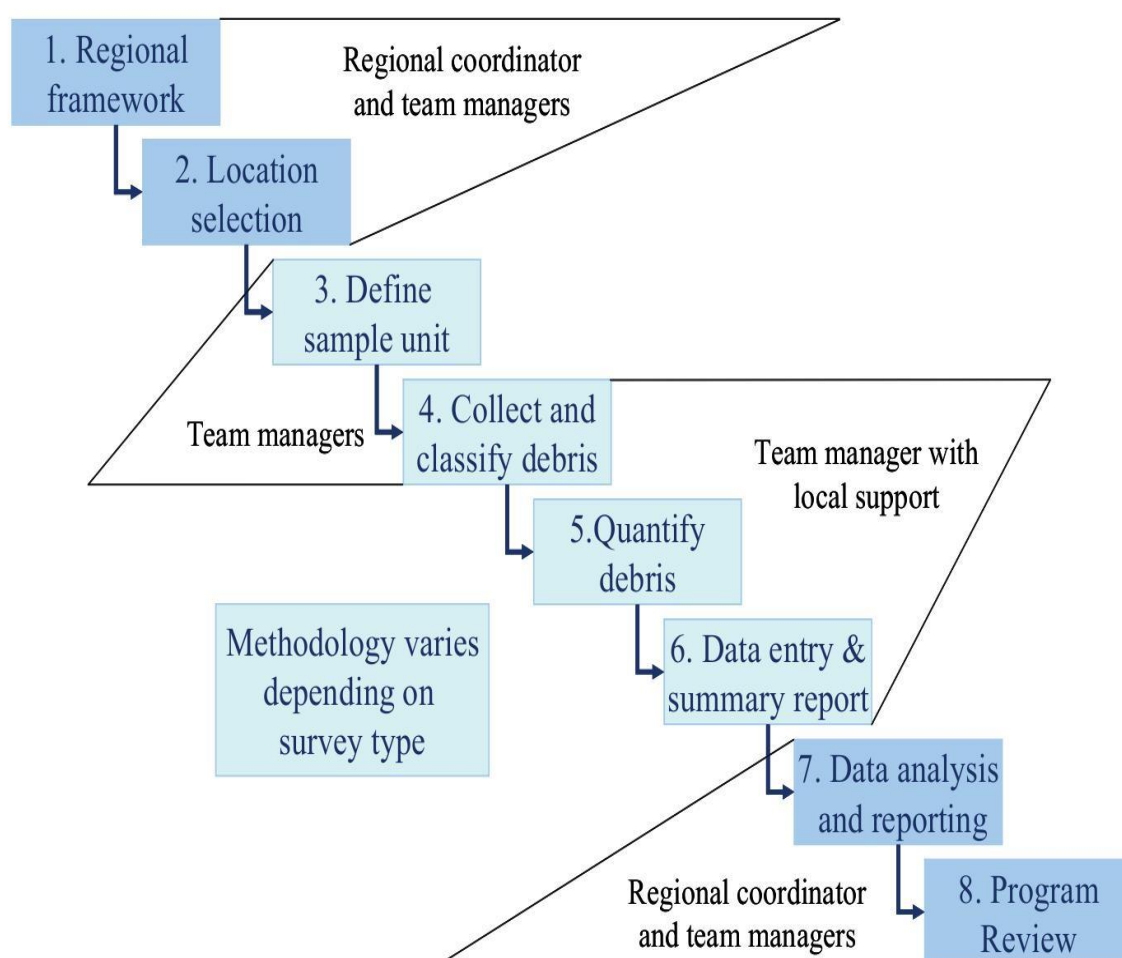 1. Regional
framework
Regional coordinator
and team managers
2. Location
selection
3. Define
sample unit
Team managers
4. Collect and
classify debris
Team manager with
local support
5.Quantify
debris
Methodology varies
depending on
survey type
6. Data entry &
summary report
7. Data analysis
and reporting
Regional coordinator
and team managers
8. Program
Review